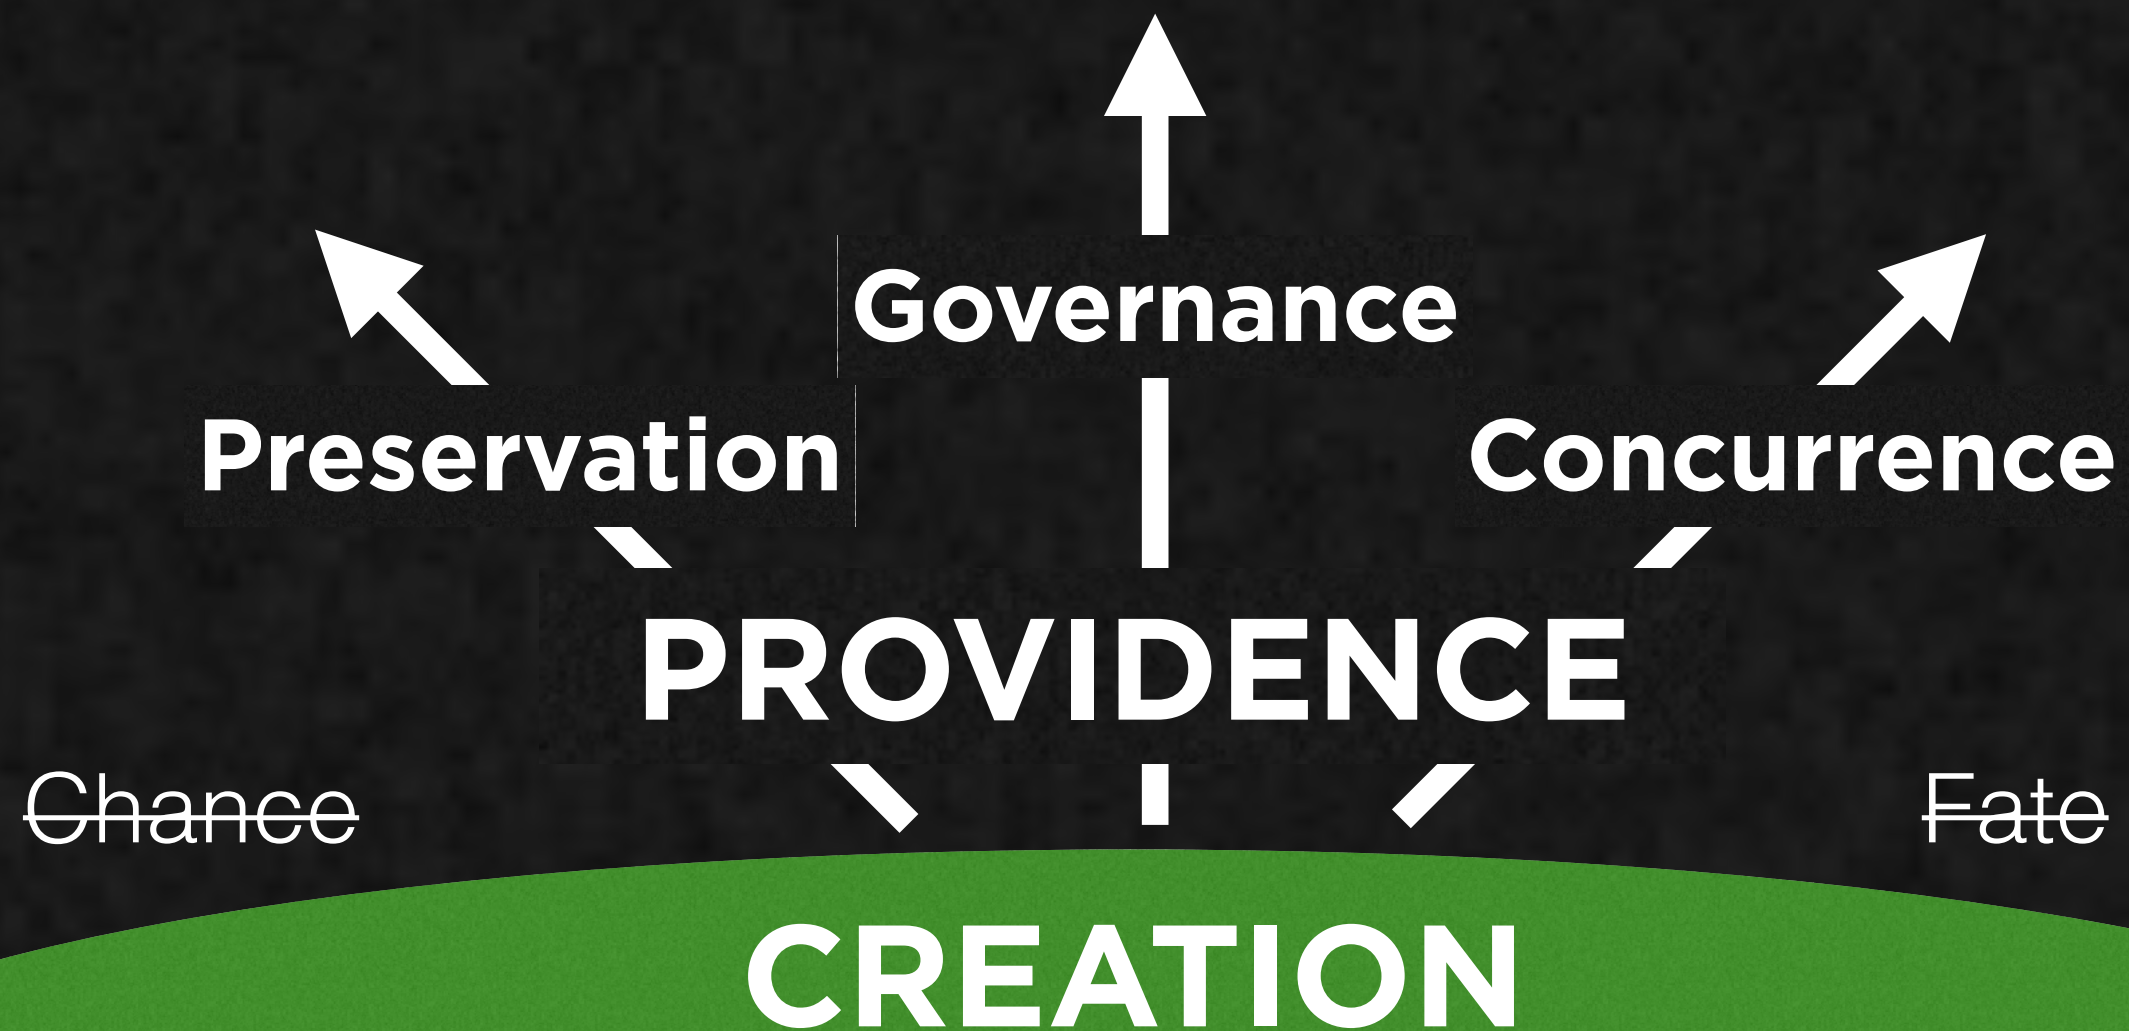 Governance
Preservation
Concurrence
PROVIDENCE
Chance
Fate
CREATION